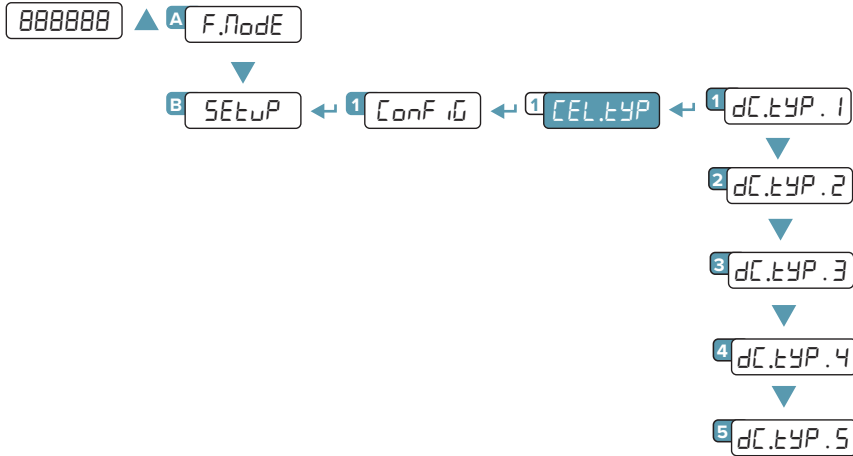 888888 A F.ModE
B SEtuP 1 ConFiG 1 CEL.tYP 1 dC.tYP.1
2 dC.tYP.2
3 dC.tYP.3
4 dC.tYP.4
5 dC.tYP.5